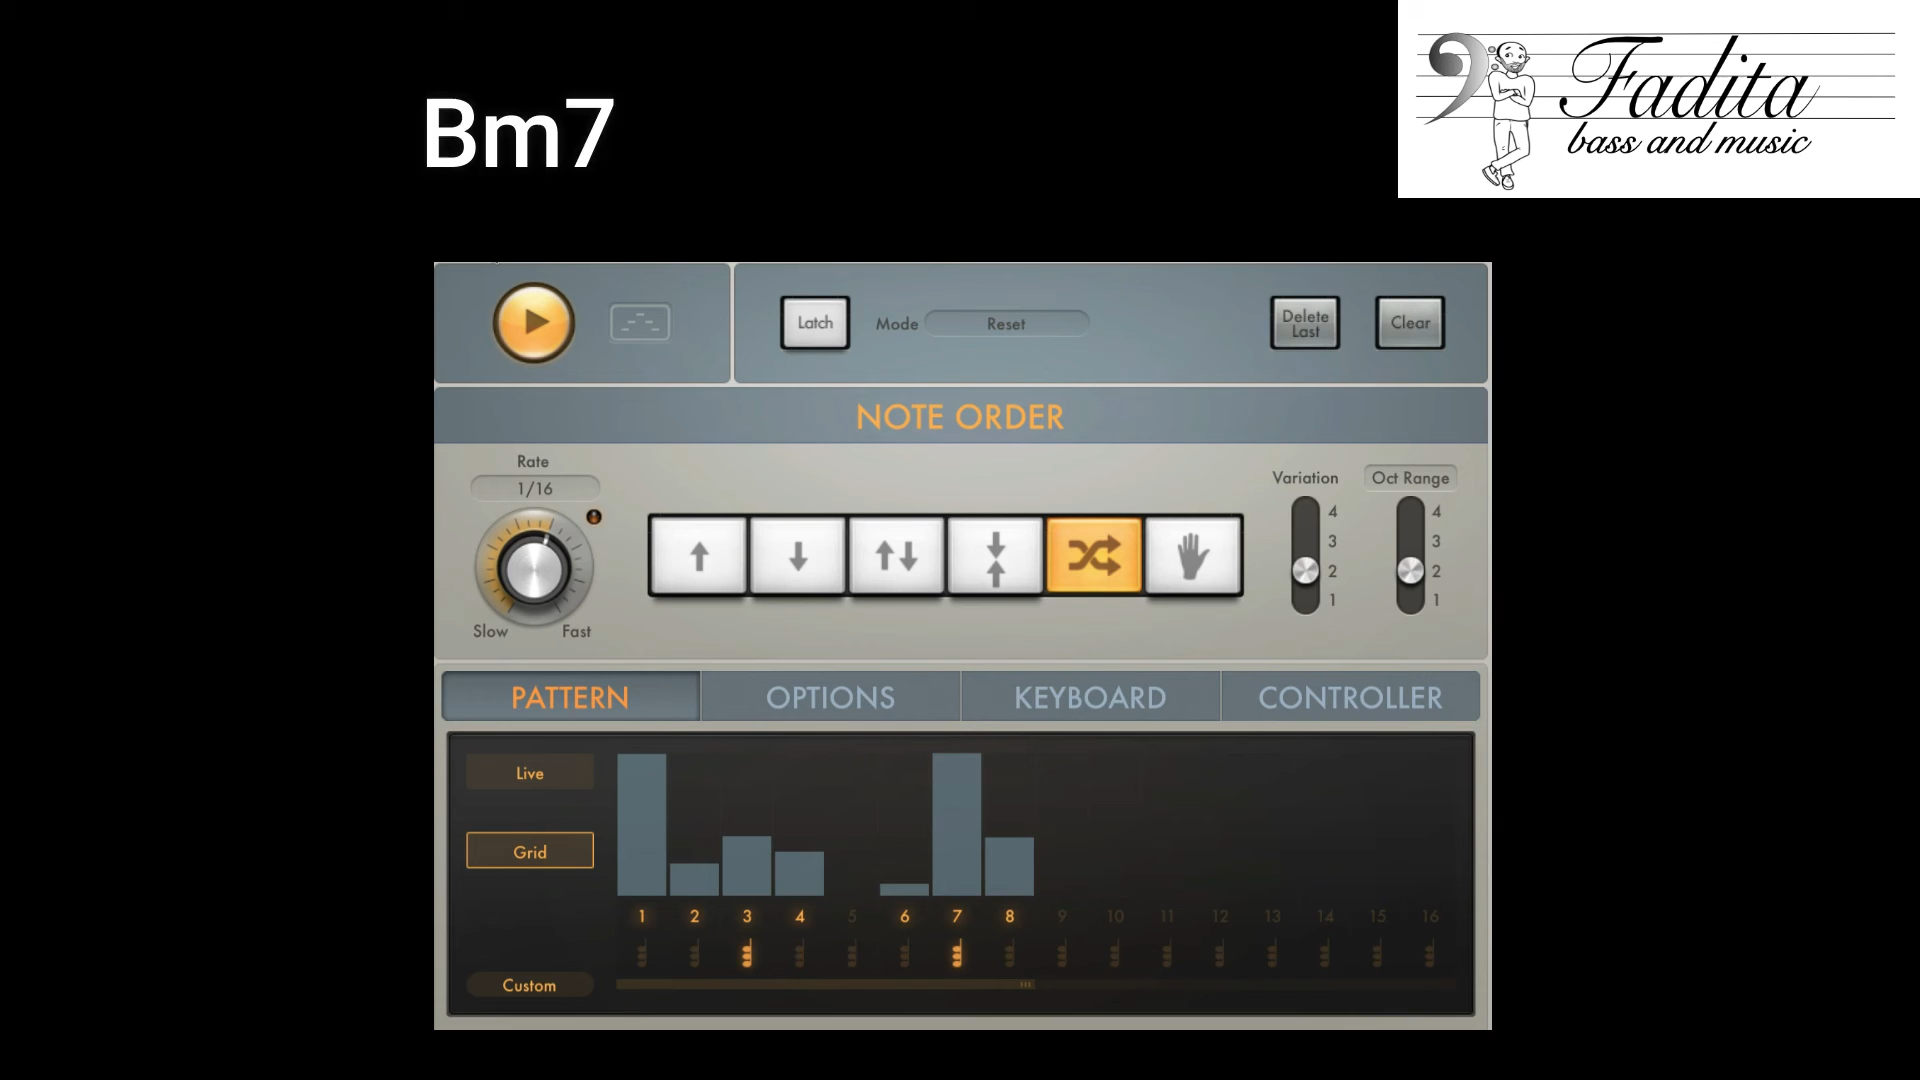 Bm7
Fadita
bass and music
Latch
Mode
Reset
Delete
Last
Clear
NOTE ORDER
Rate
1/16
Slow
Fast
Variation
4
3
2
1
Oct Range
4
3
2
1
PATTERN
OPTIONS
KEYBOARD
CONTROLLER
Live
Grid
1 2 3 4 5 6 7 8 9 10 11 12 13 14 15 16
Custom